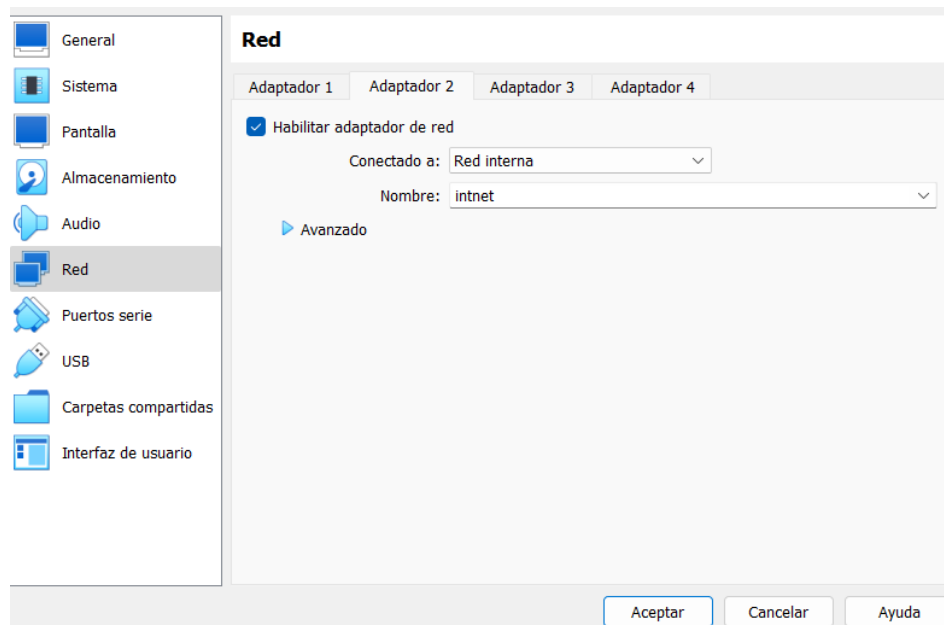 General
Sistema
Pantalla
Almacenamiento
Audio
Red
Puertos serie
USB
Carpetas compartidas
Interfaz de usuario
Red
Adaptador 1 Adaptador 2 Adaptador 3 Adaptador 4
Habilitar adaptador de red
Conectado a: Red interna
Nombre: intnet
Avanzado
Aceptar Cancelar Ayuda